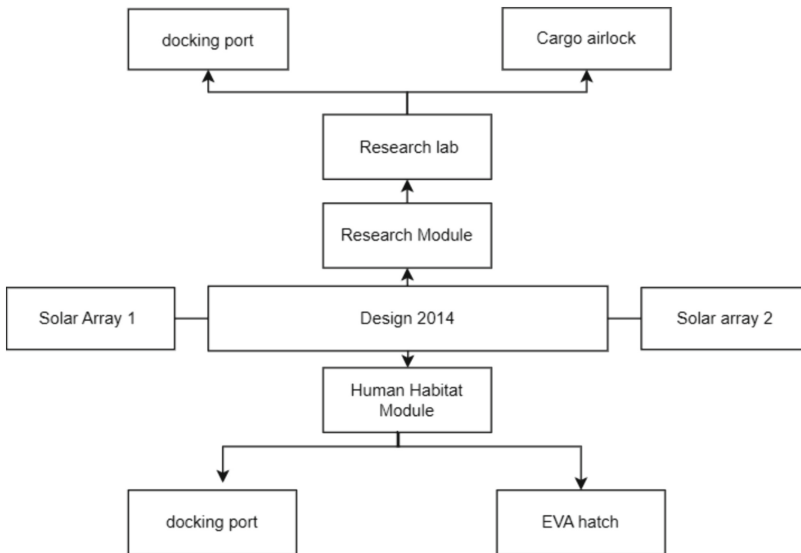 docking port
Cargo airlock
Research lab
Research Module
Solar Array 1
Design 2014
Solar array 2
Human Habitat
Module
docking port
EVA hatch